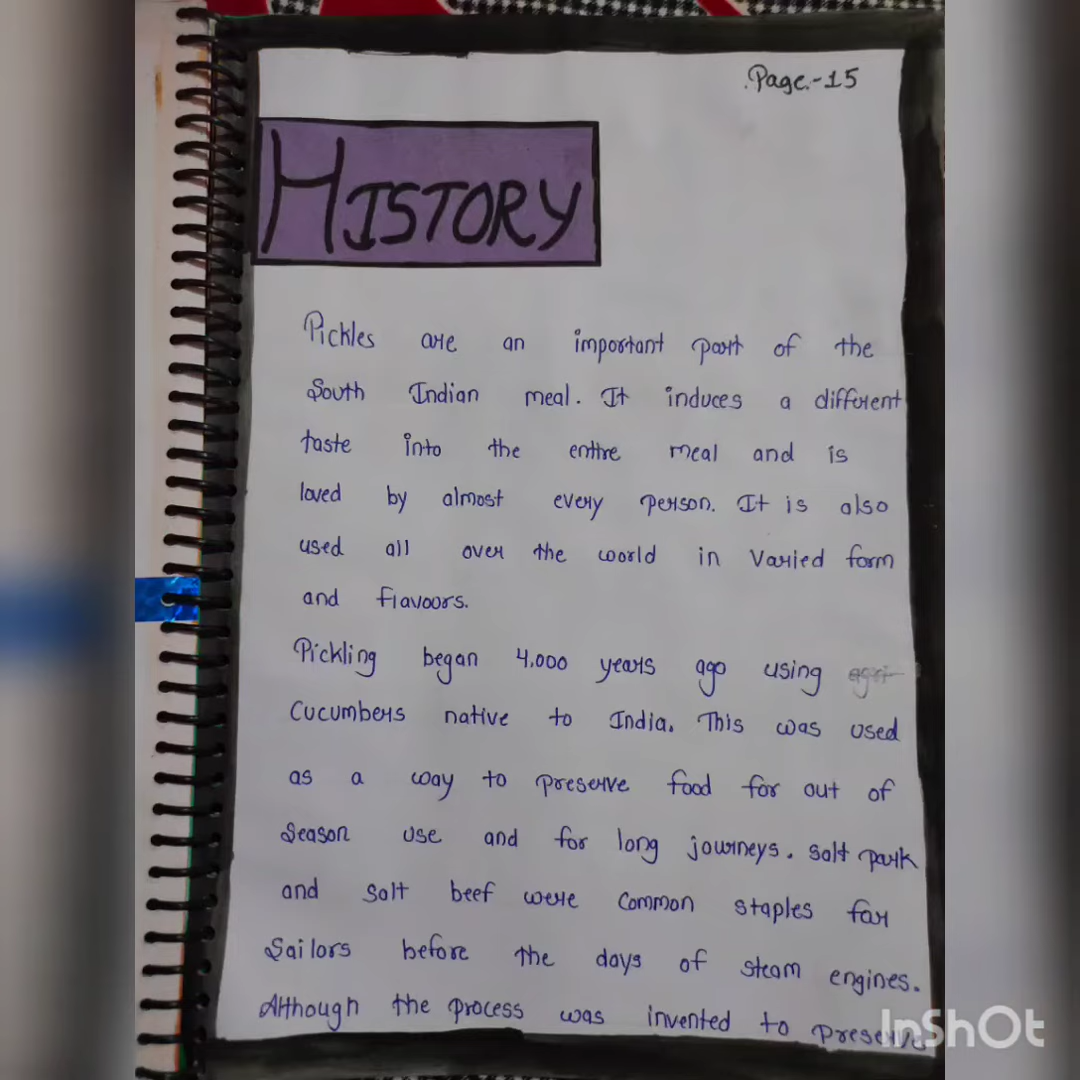 Page.-15
HISTORY
Pickles are an important part of the
South Indian meal. It induces a different
taste into the entire meal and is
loved by almost every person. It is also
used all over the world in varied form
and flavoors.
Pickling began 4,000 years ago using
Cucumbers native to India. This was used
as a way to preserve food for out of
Season use and for long journeys. Salt park
and salt beef were common staples far
Sailors before the days of steam engines.
Although the process was invented to preserve
InShOt